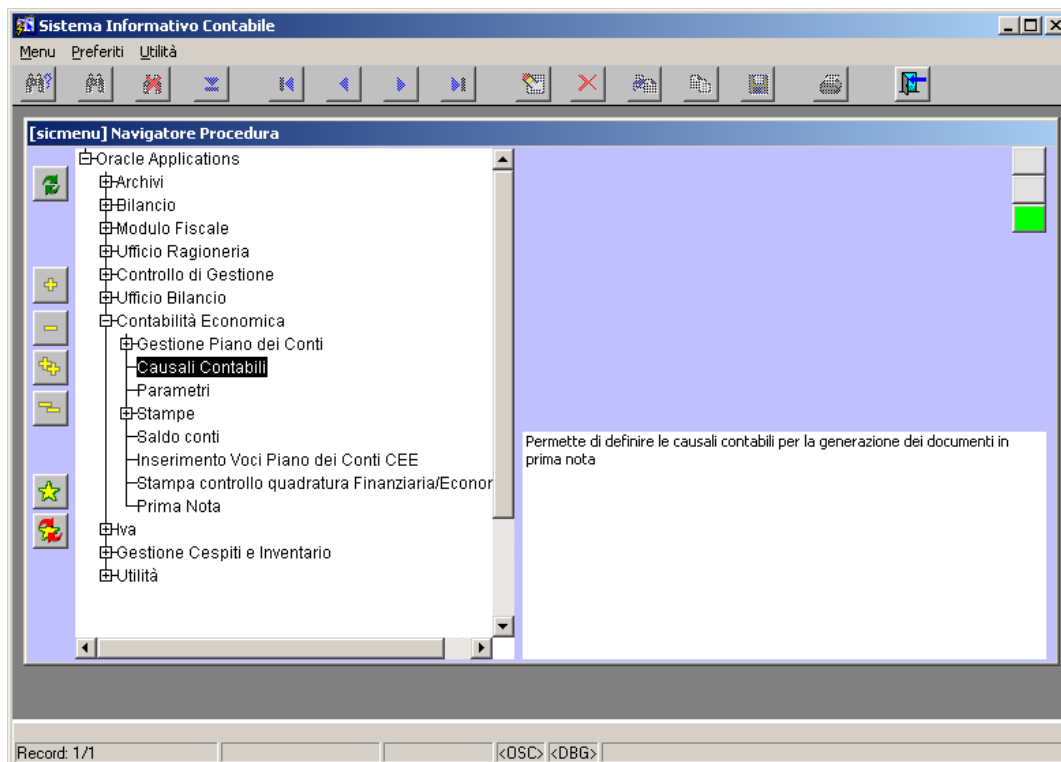 Sistema Informativo Contabile
Menu Preferiti Utilità
[sicmenu] Navigatore Procedura
Oracle Applications
Archivi
Bilancio
Modulo Fiscale
Ufficio Ragioneria
Controllo di Gestione
Ufficio Bilancio
Contabilità Economica
Gestione Piano dei Conti
Causali Contabili
Parametri
Stampe
Saldo conti
Inserimento Voci Piano dei Conti CEE
Stampa controllo quadratura Finanziaria/Econor
Prima Nota
Iva
Gestione Cespiti e Inventario
Utilità
Permette di definire le causali contabili per la generazione dei documenti in
prima nota
Record: 1/1 <OSC> <DBG>